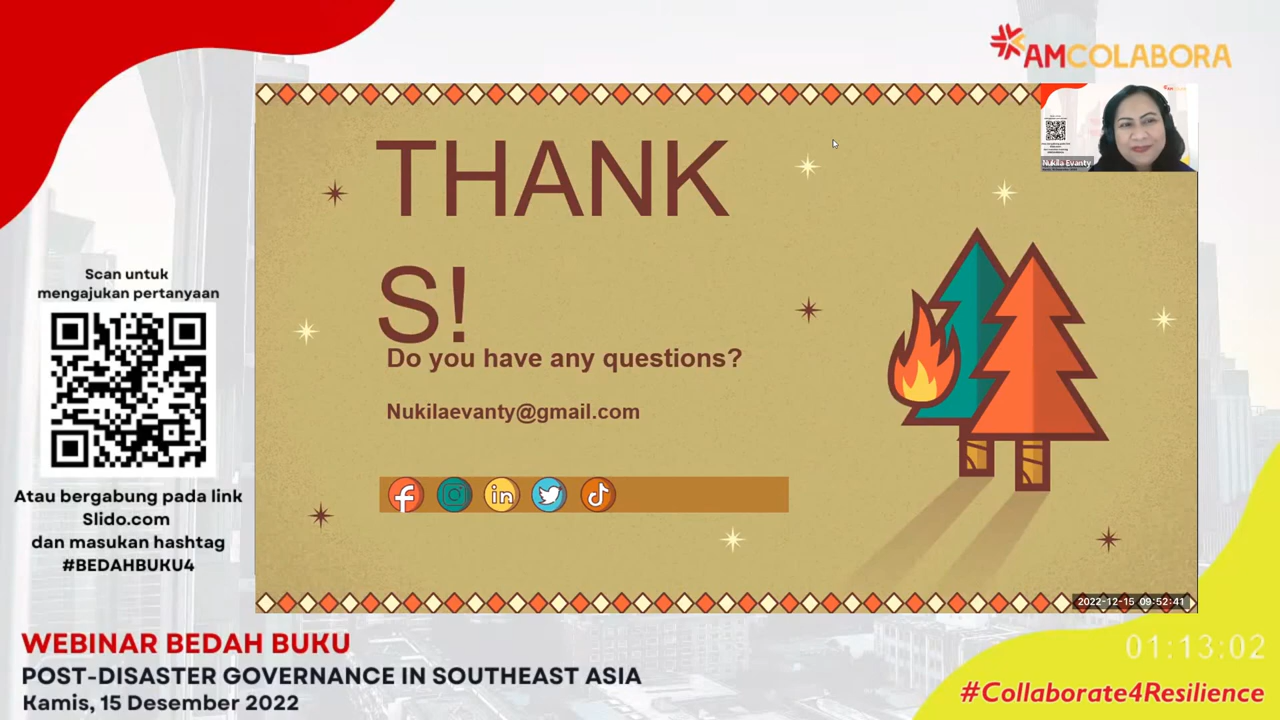 AMCOLABORA
Scan untuk
mengajukan pertanyaan
Atau bergabung pada link
Slido.com
dan masukan hashtag
#BEDAHBUKU4
THANK
S!
Do you have any questions?
Nukilaevanty@gmail.com
f
in
Nukila Evanty
2022-12-15 09:52:41
WEBINAR BEDAH BUKU
POST-DISASTER GOVERNANCE IN SOUTHEAST ASIA
Kamis, 15 Desember 2022
01:13:02
#Collaborate4Resilience